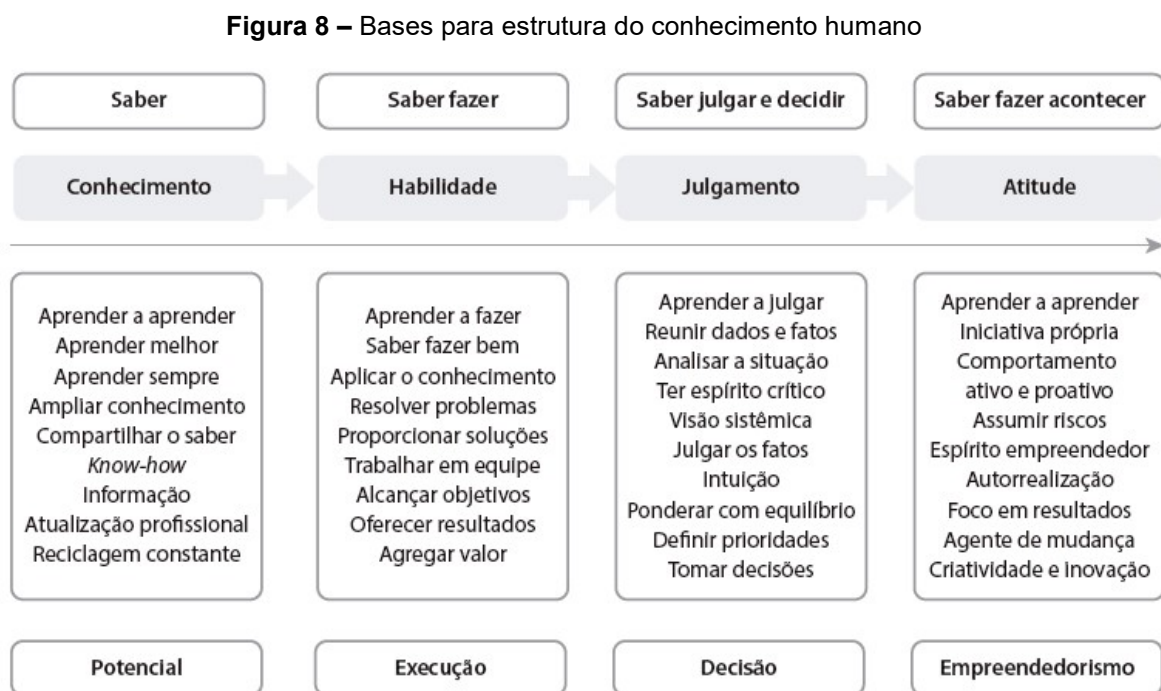 Figura 8 – Bases para estrutura do conhecimento humano
Saber
Saber fazer
Saber julgar e decidir
Saber fazer acontecer
Conhecimento
Habilidade
Julgamento
Atitude
Aprender a aprender
Aprender melhor
Aprender sempre
Ampliar conhecimento
Compartilhar o saber
Know-how
Informação
Atualização profissional
Reciclagem constante
Aprender a fazer
Saber fazer bem
Aplicar o conhecimento
Resolver problemas
Proporcionar soluções
Trabalhar em equipe
Alcançar objetivos
Oferecer resultados
Agregar valor
Aprender a julgar
Reunir dados e fatos
Analisar a situação
Ter espírito crítico
Visão sistêmica
Julgar os fatos
Intuição
Ponderar com equilíbrio
Definir prioridades
Tomar decisões
Aprender a aprender
Iniciativa própria
Comportamento
ativo e proativo
Assumir riscos
Espírito empreendedor
Autorrealização
Foco em resultados
Agente de mudança
Criatividade e inovação
Potencial
Execução
Decisão
Empreendedorismo